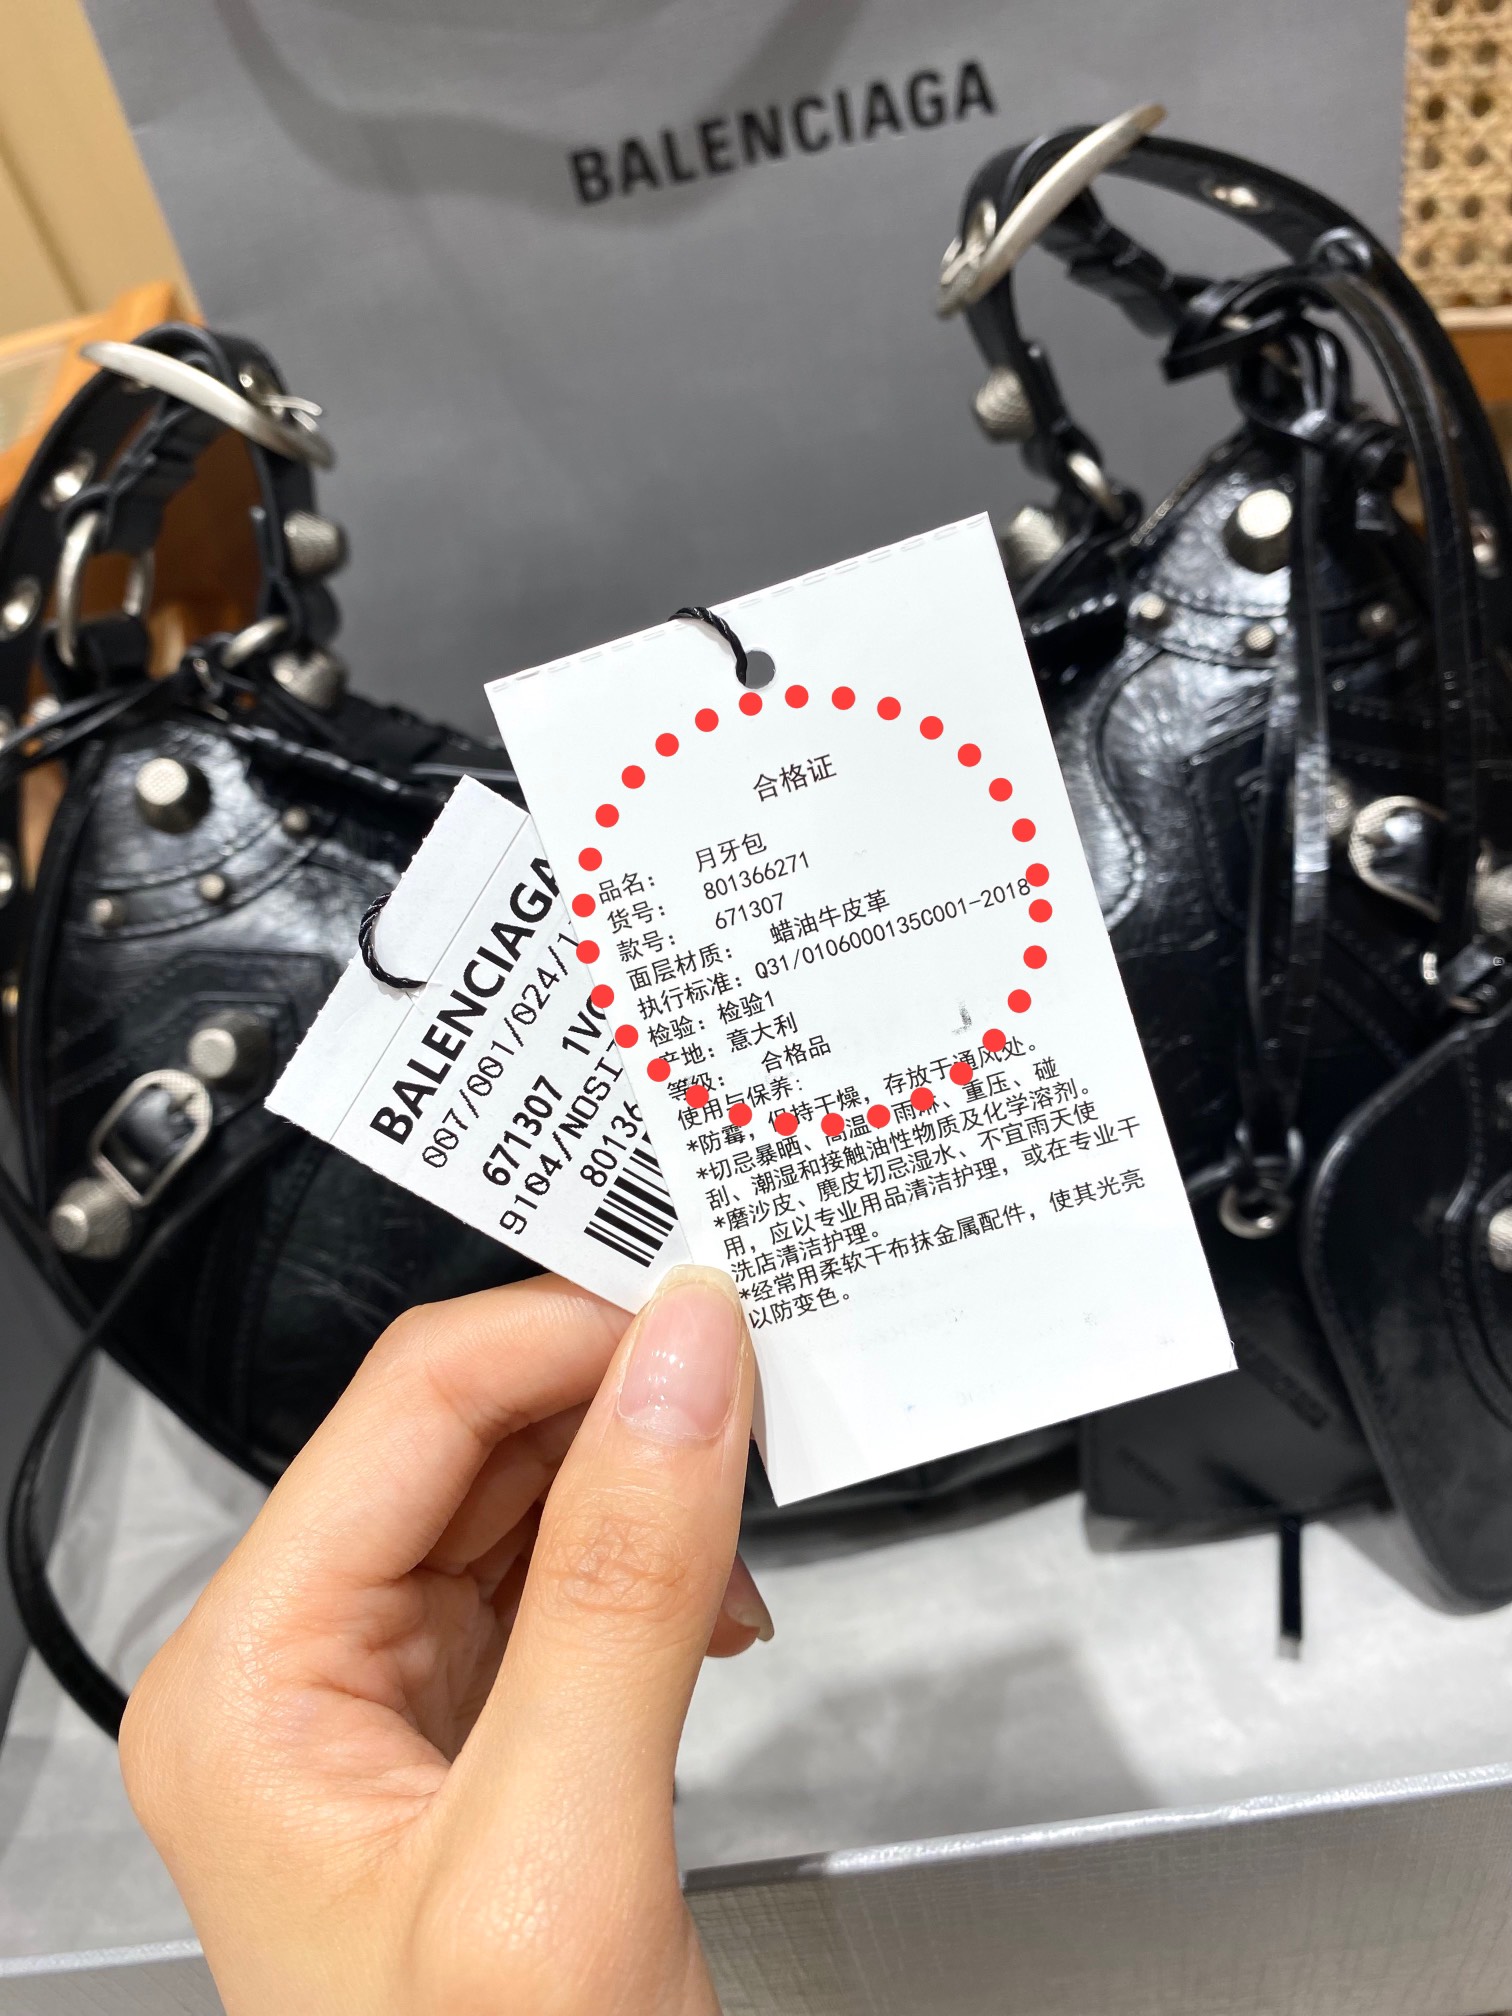 BALENCIAGA
合格证
品名： 月牙包
货号： 801366271
款号： 671307
面层材质： 蜡油牛皮革
执行标准：Q31/0106000135C001-2018
检验：检验1
产地：意大利
等级： 合格品
使用与保养：
*防霉，保持干燥，存放于通风处。
*切忌暴晒、高温、雨淋、重压、碰
刮、潮湿和接触油性物质及化学溶剂。
*磨沙皮、麂皮切忌湿水、不宜雨天使
用，应以专业用品清洁护理，或在专业干
洗店清洁护理。
*经常用柔软干布抹金属配件，使其光亮
以防变色。
BALENCIAGA
007/001/024/1
671307 1V
9104/NOSI
80136